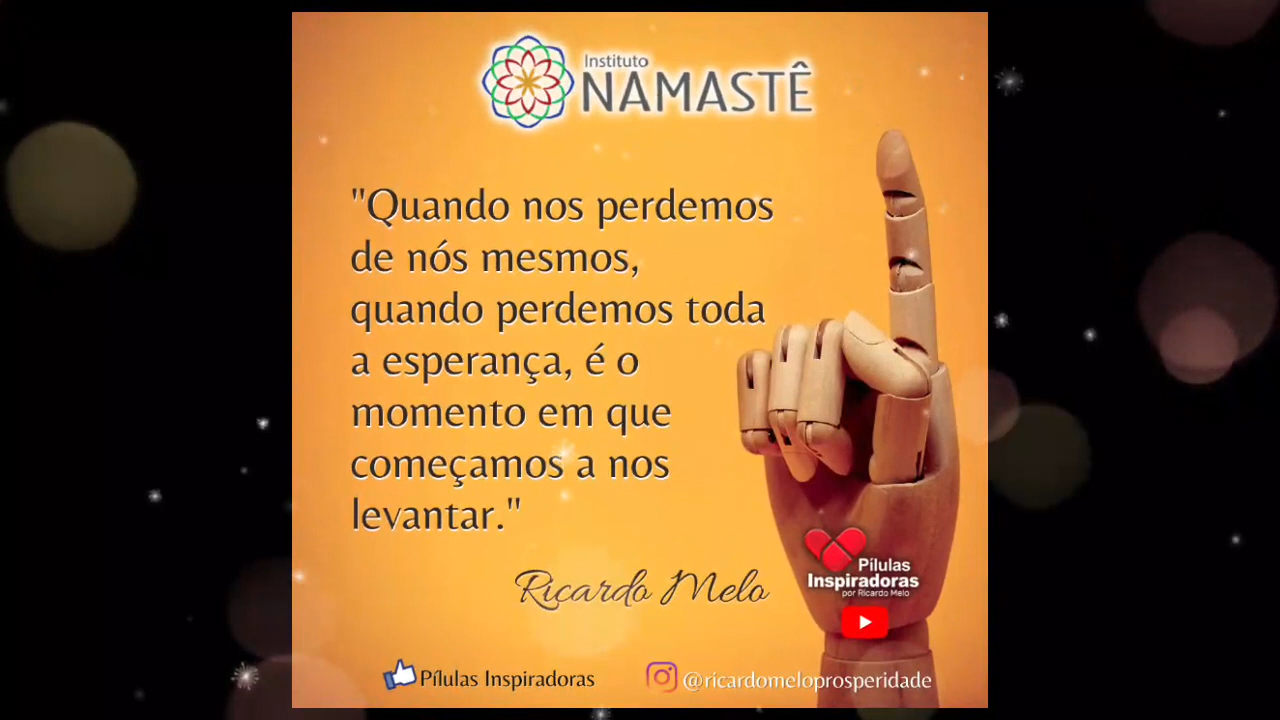 Instituto
NAMASTÊ
"Quando nos perdemos
de nós mesmos,
quando perdemos toda
a esperança, é o
momento em que
começamos a nos
levantar."
Ricardo Melo
Pílulas
Inspiradoras
por Ricardo Melo
Pílulas Inspiradoras
@ricardomeloprosperidade